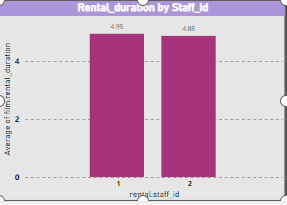 Rental_duration by Staff_id
4.95
4.88
4
2
0
Average of film.rental_duration
1
2
rental.staff_id